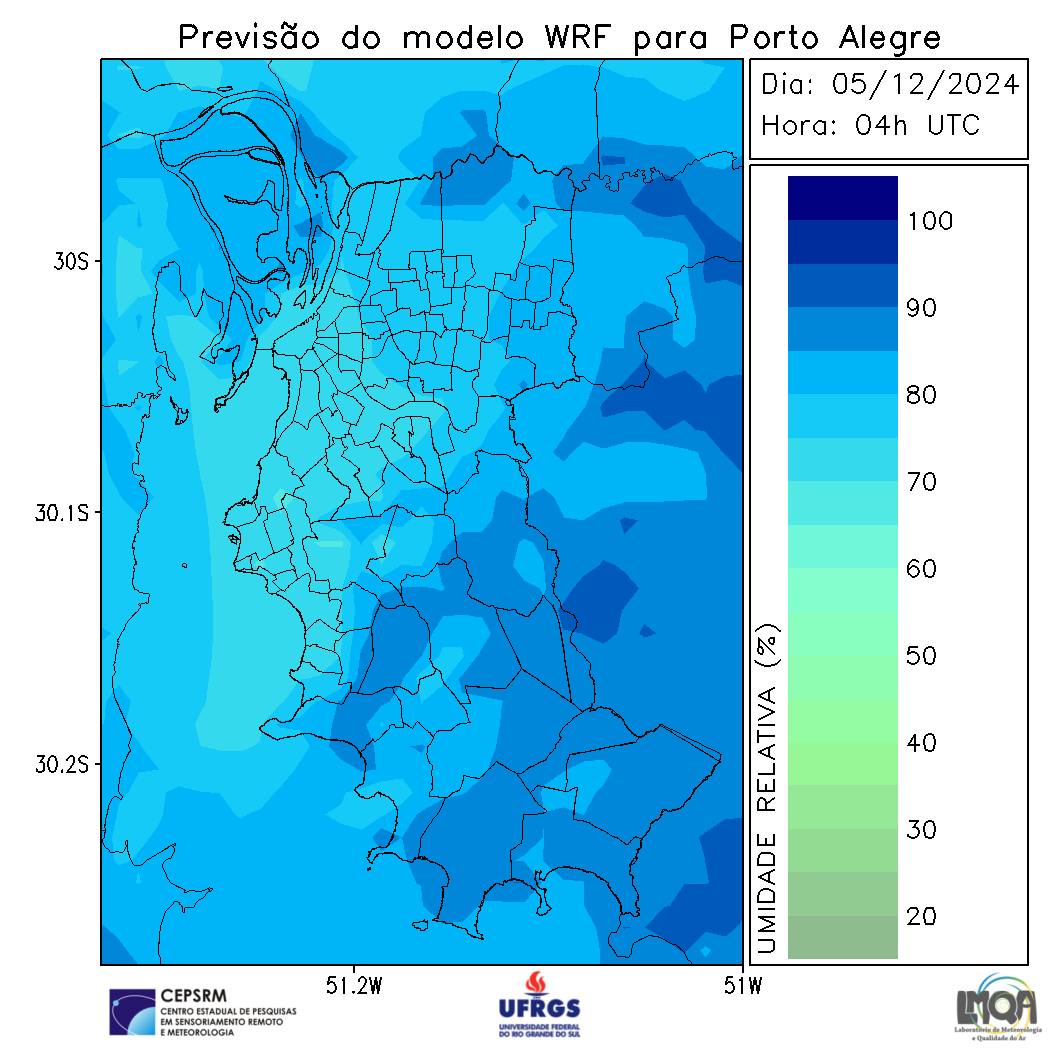 Previsão do modelo WRF para Porto Alegre
Dia: 05/12/2024
Hora: 04h UTC
30S
30.1S
30.2S
51.2W
51W
UMIDADE RELATIVA (%)
100
90
80
70
60
50
40
30
20
CEPSRM
CENTRO ESTADUAL DE PESQUISAS
EM SENSORIAMENTO REMOTO
E METEOROLOGIA
UFRGS
UNIVERSIDADE FEDERAL
DO RIO GRANDE DO SUL
LMQA
Laboratório de Meteorologia
e Qualidade do Ar